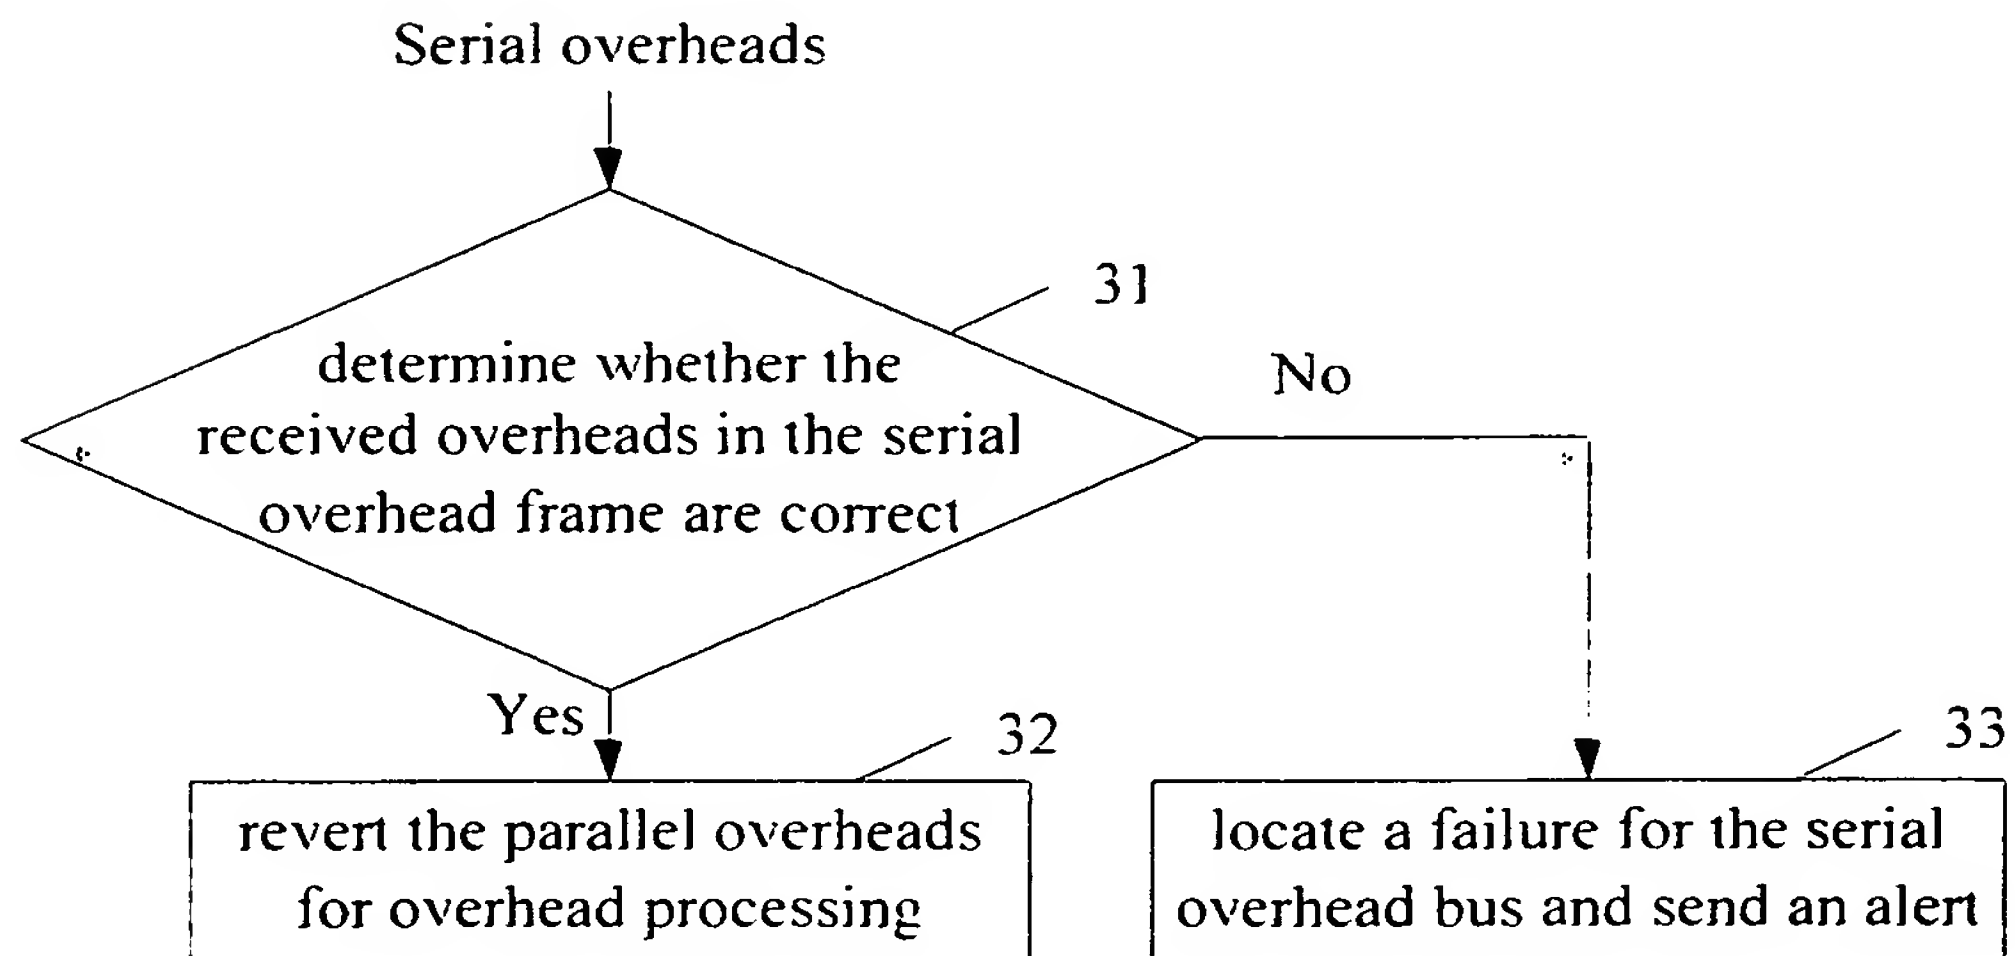 Serial overheads
31
determine whether the
received overheads in the serial
overhead frame are correct
No
Yes
32
33
revert the parallel overheads
for overhead processing
locate a failure for the serial
overhead bus and send an alert